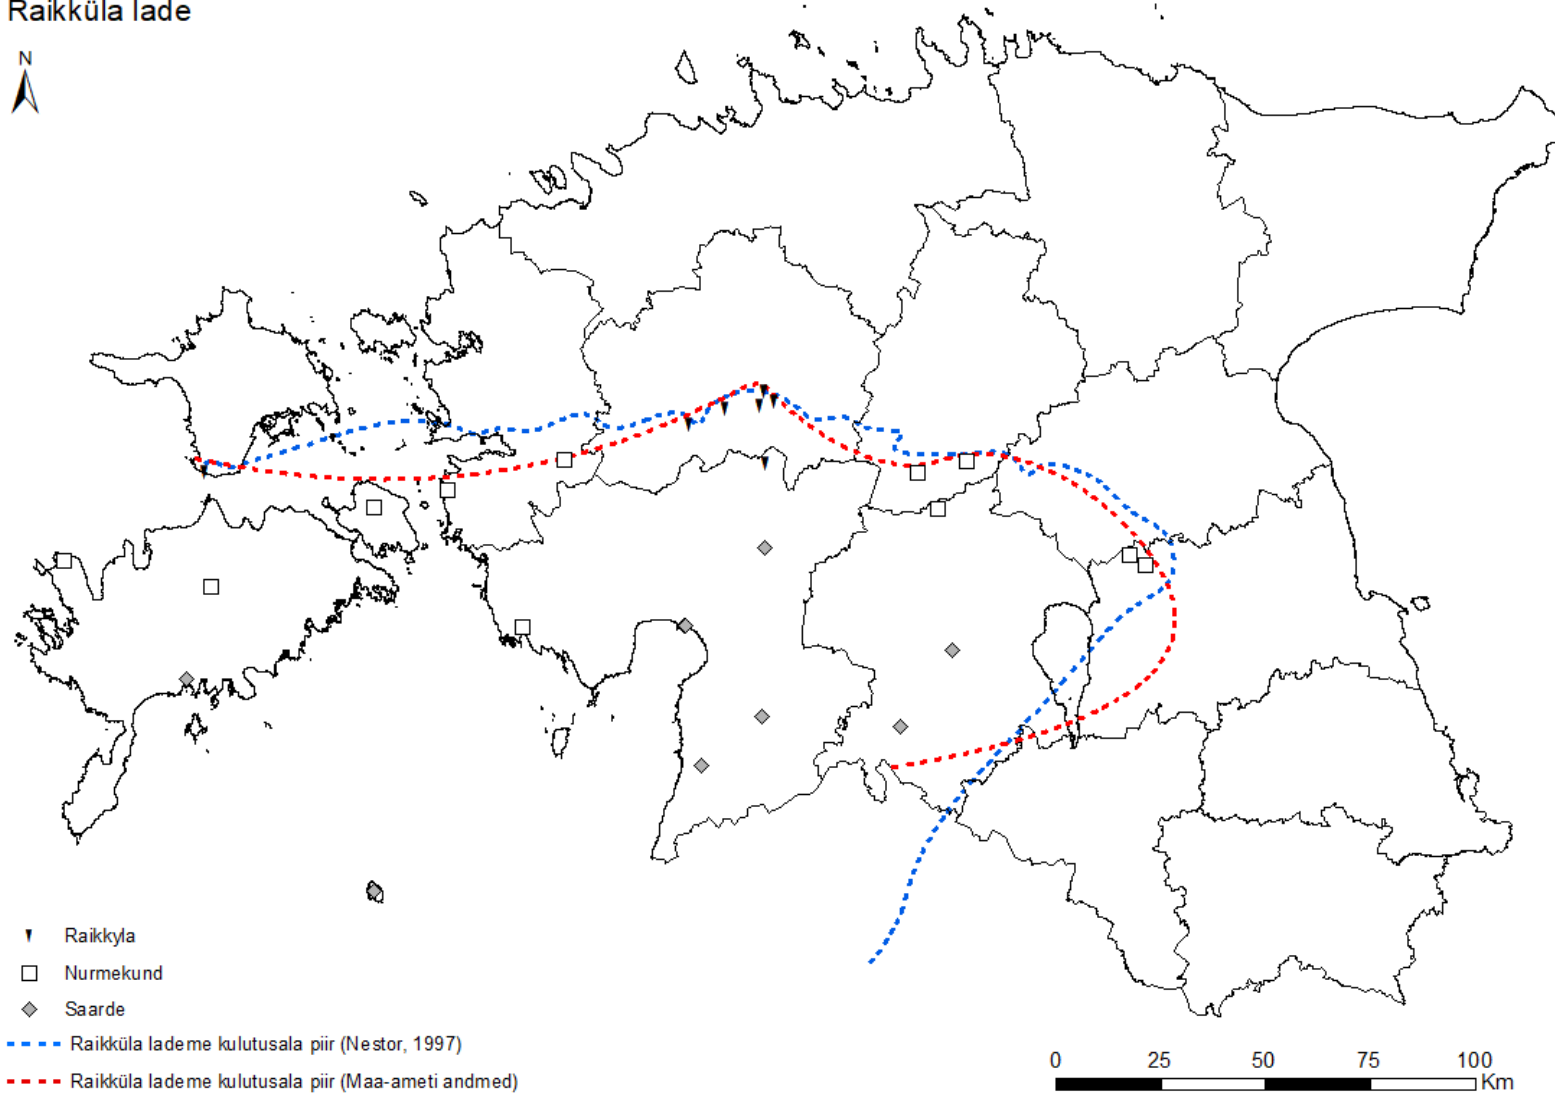 Raikküla lade
N
Raikkyla
Nurmekund
Saarde
Raikküla lademe kulutusala piir (Nestor, 1997)
Raikküla lademe kulutusala piir (Maa-ameti andmed)
0 25 50 75 100
Km